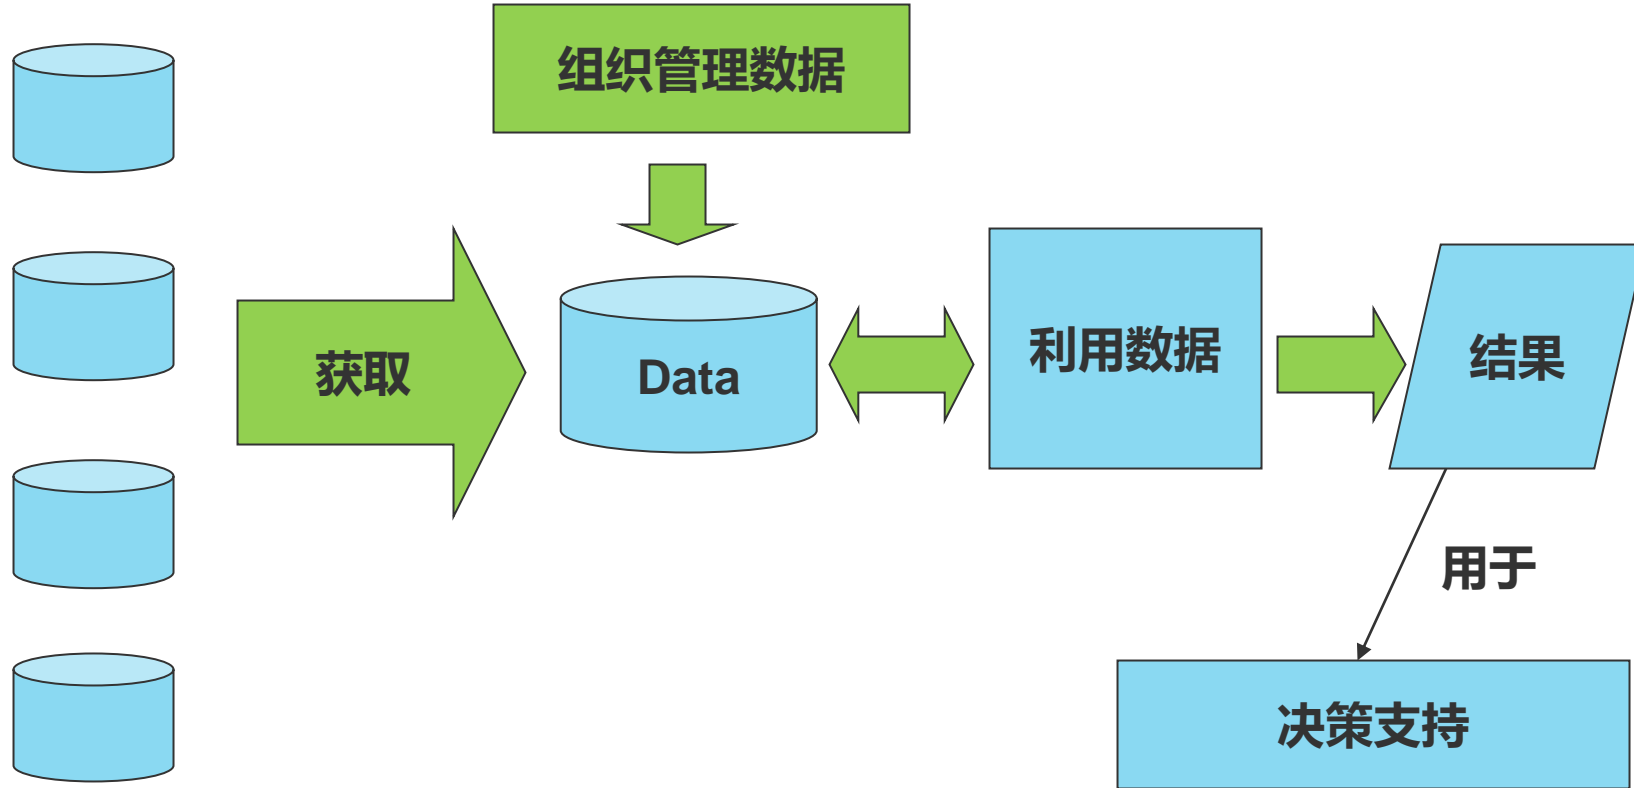 组织管理数据
获取
Data
利用数据
结果
用于
决策支持